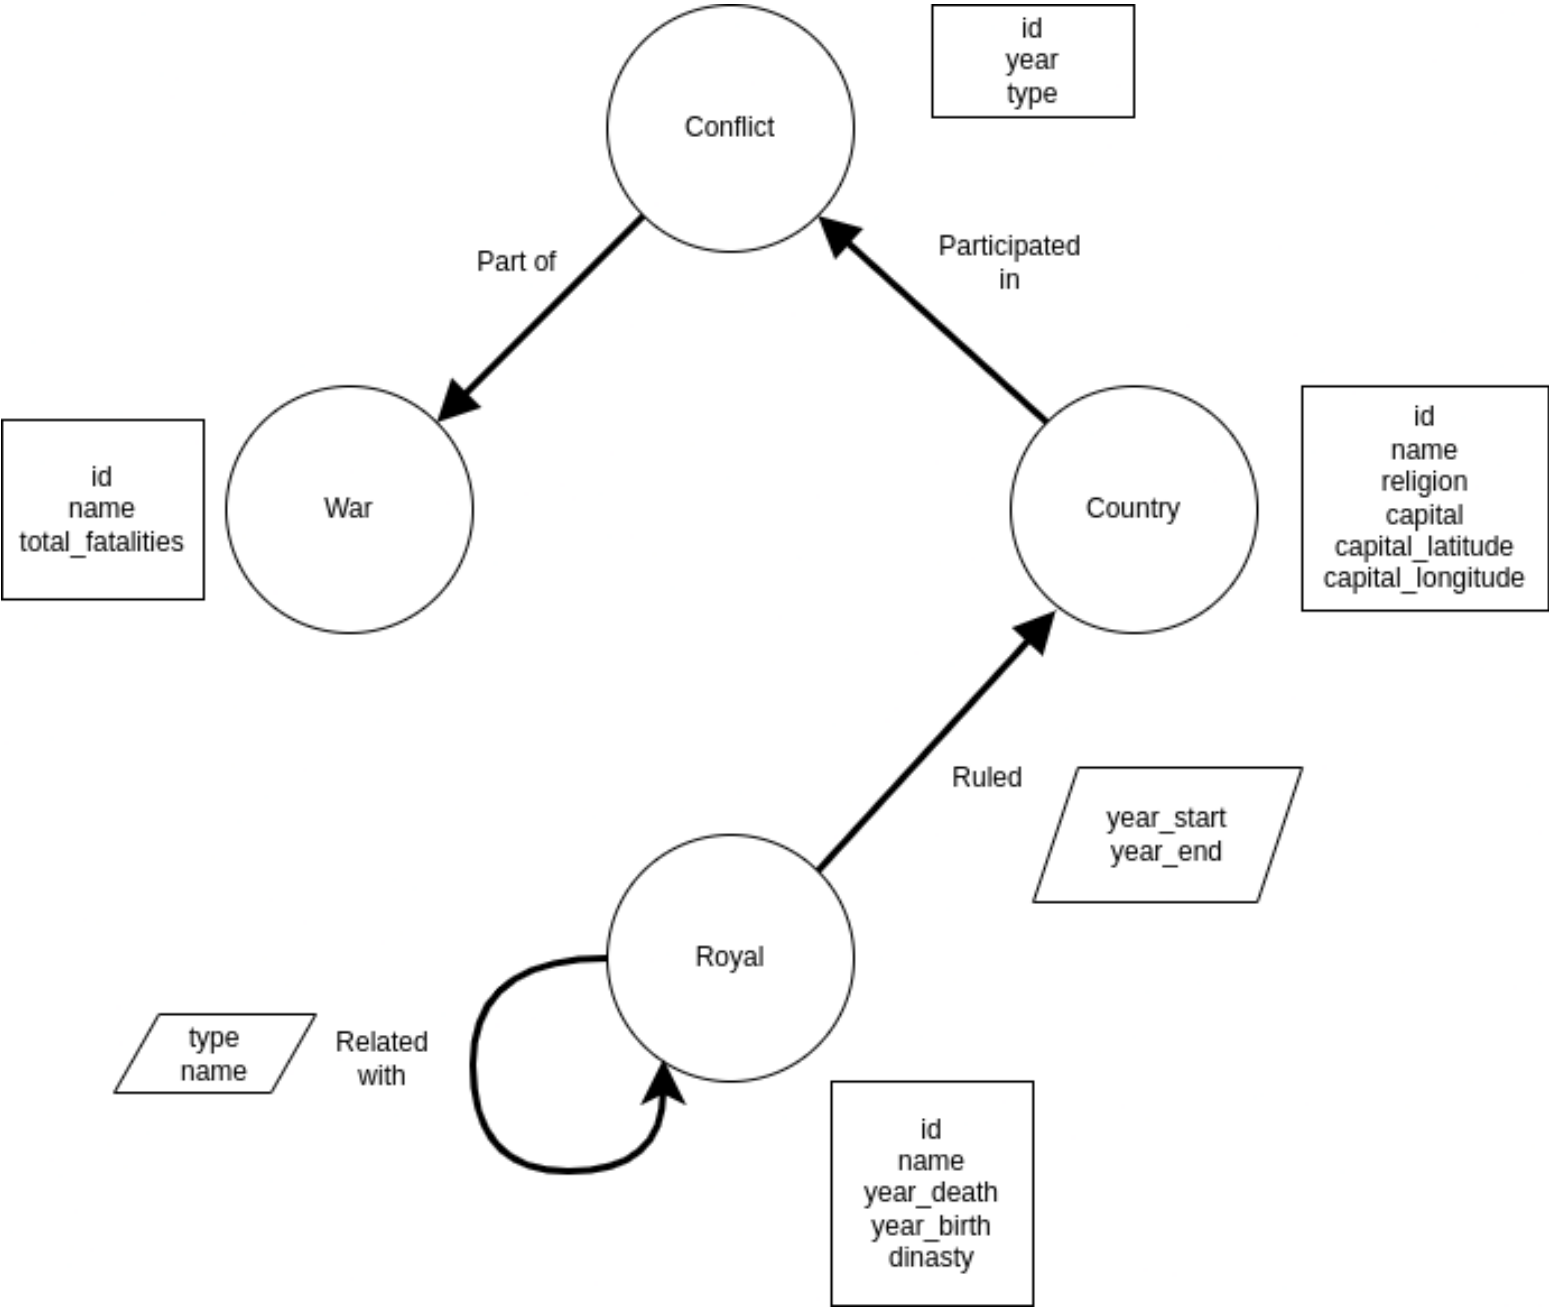 id
year
type
Conflict
Part of
Participated
in
id
name
total_fatalities
War
Country
id
name
religion
capital
capital_latitude
capital_longitude
Ruled
year_start
year_end
Royal
type
name
Related
with
id
name
year_death
year_birth
dinasty